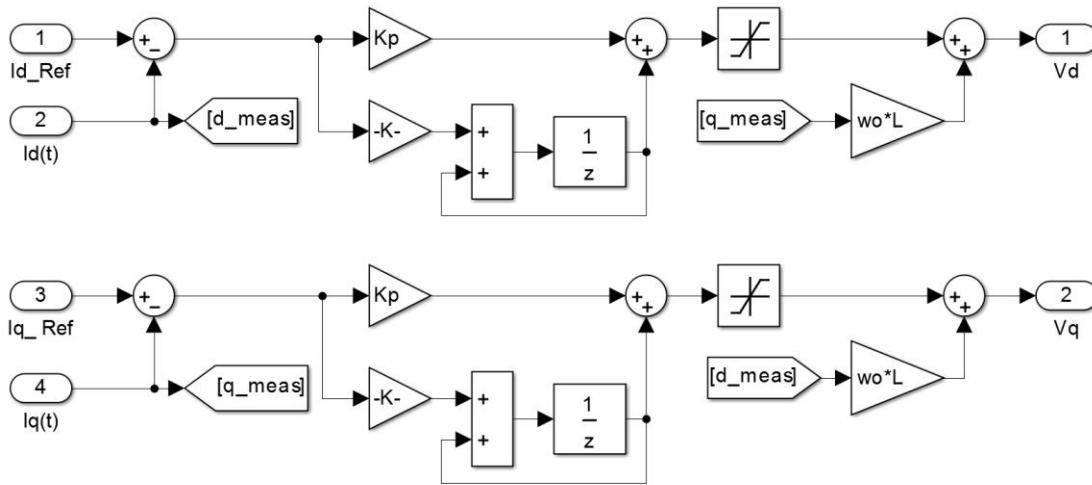 1
Id_Ref
+
-
Kp
+
+
+
+
1
Vd
2
Id(t)
[d_meas]
-K-
+
+
1
z
[q_meas]
wo*L
3
Iq_ Ref
+
-
Kp
+
+
+
+
2
Vq
4
Iq(t)
[q_meas]
-K-
+
+
1
z
[d_meas]
wo*L